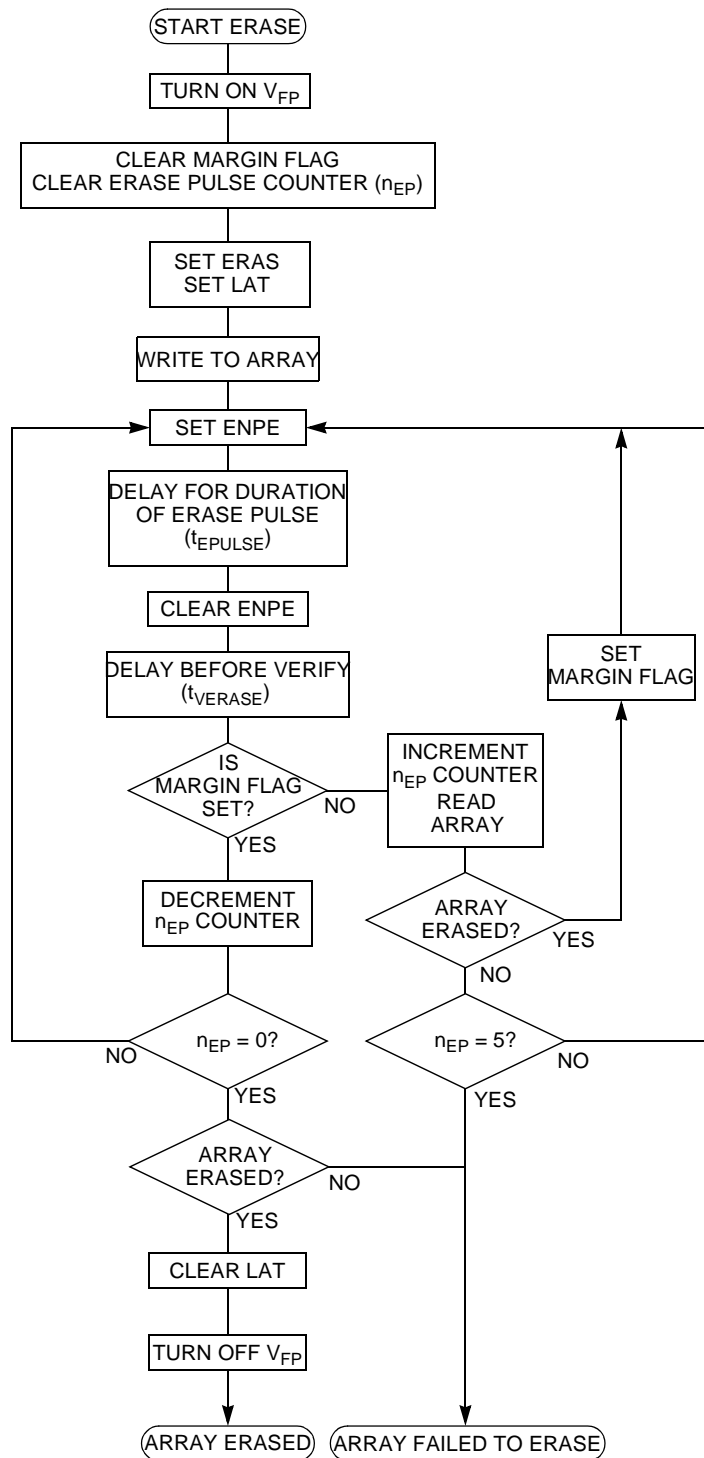 START ERASE
TURN ON VFP
CLEAR MARGIN FLAG
CLEAR ERASE PULSE COUNTER (nEP)
SET ERAS
SET LAT
WRITE TO ARRAY
SET ENPE
DELAY FOR DURATION
OF ERASE PULSE
(tEPULSE)
CLEAR ENPE
DELAY BEFORE VERIFY
(tVERASE)
SET
MARGIN FLAG
IS
MARGIN FLAG
SET?
NO
YES
INCREMENT
nEP COUNTER
READ
ARRAY
DECREMENT
nEP COUNTER
ARRAY
ERASED?
YES
NO
nEP = 0?
NO
YES
nEP = 5?
NO
YES
ARRAY
ERASED?
NO
YES
CLEAR LAT
TURN OFF VFP
ARRAY ERASED
ARRAY FAILED TO ERASE